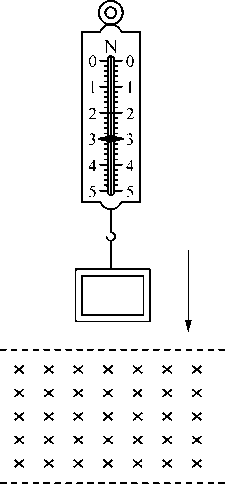 N
0 0
1 1
2 2
3 3
4 4
5 5
× × × × × × ×
× × × × × × ×
× × × × × × ×
× × × × × × ×
× × × × × × ×